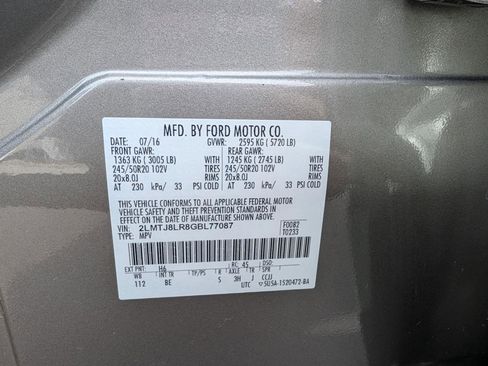 MFD. BY FORD MOTOR CO.
DATE: 07/16 GVWR: 2595 KG ( 5720 LB)
FRONT GAWR: REAR GAWR:
1363 KG ( 3005 LB) WITH 1245 KG ( 2745 LB) WITH
245/50R20 102V TIRES 245/50R20 102V TIRES
20x8.0J RIMS 20x8.0J RIMS
AT 230 kPa/ 33 PSI COLD AT 230 kPa/ 33 PSI COLD
THIS VEHICLE CONFORMS TO ALL APPLICABLE FEDERAL MOTOR
VEHICLE SAFETY AND THEFT PREVENTION STANDARDS IN
EFFECT ON THE DATE OF MANUFACTURE SHOWN ABOVE.
VIN: 2LMTJ8LR8GBL77087 F0082
TYPE: MPV T0233
EXT PNT: H6 RC: 45 DSO:
WB INT TR TP/PS R AXLE TR SPR
112 BE S 3H J CCJJ
UTC ▽5U5A-1520472-BA